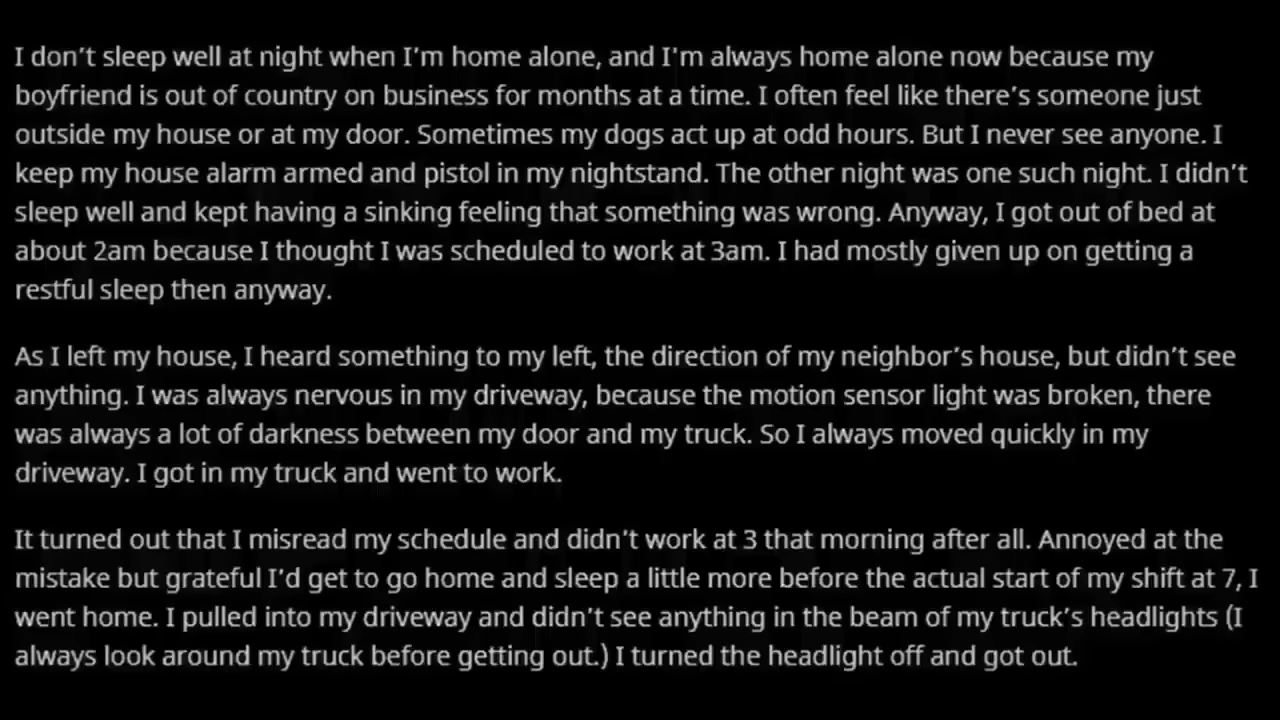 I don't sleep well at night when I'm home alone, and I'm always home alone now because my
boyfriend is out of country on business for months at a time. I often feel like there's someone just
outside my house or at my door. Sometimes my dogs act up at odd hours. But I never see anyone. I
keep my house alarm armed and pistol in my nightstand. The other night was one such night. I didn't
sleep well and kept having a sinking feeling that something was wrong. Anyway, I got out of bed at
about 2am because I thought I was scheduled to work at 3am. I had mostly given up on getting a
restful sleep then anyway.
As I left my house, I heard something to my left, the direction of my neighbor's house, but didn't see
anything. I was always nervous in my driveway, because the motion sensor light was broken, there
was always a lot of darkness between my door and my truck. So I always moved quickly in my
driveway. I got in my truck and went to work.
It turned out that I misread my schedule and didn't work at 3 that morning after all. Annoyed at the
mistake but grateful I'd get to go home and sleep a little more before the actual start of my shift at 7, I
went home. I pulled into my driveway and didn't see anything in the beam of my truck's headlights (I
always look around my truck before getting out.) I turned the headlight off and got out.